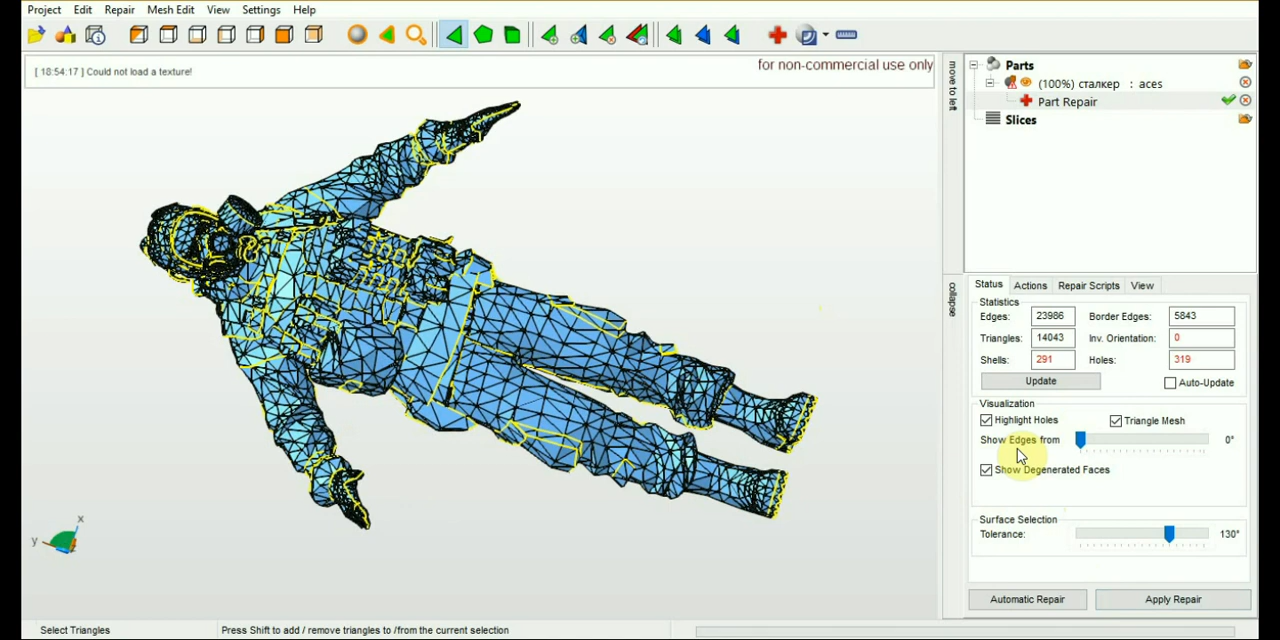 Project Edit Repair Mesh Edit View Settings Help
[ 18:54:17 ] Could not load a texture!
for non-commercial use only
move to left
Parts
(100%) сталкер : aces
Part Repair
Slices
collapse
Status Actions Repair Scripts View
Statistics
Edges: 23986 Border Edges: 5843
Triangles: 14043 Inv. Orientation: 0
Shells: 291 Holes: 319
Update Auto-Update
Visualization
Highlight Holes Triangle Mesh
Show Edges from 0°
Show Degenerated Faces
Surface Selection
Tolerance: 130°
Automatic Repair Apply Repair
x
y
Select Triangles Press Shift to add / remove triangles to /from the current selection